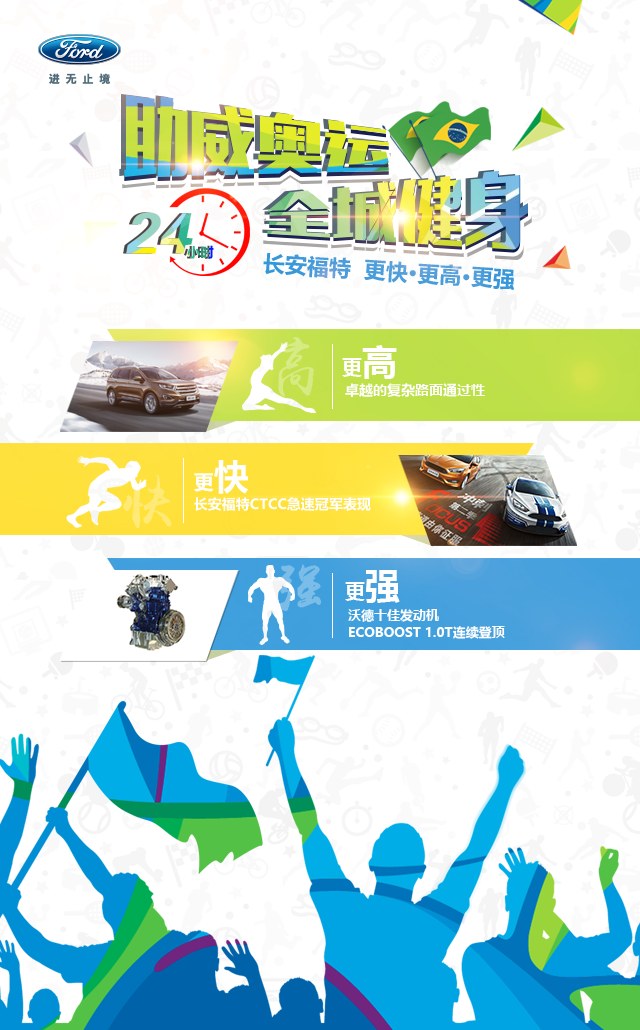 Ford
进无止境
助威奥运
24小时
全城健身
长安福特 更快·更高·更强
高
更高
卓越的复杂路面通过性
快
更快
长安福特CTCC急速冠军表现
强
更强
沃德十佳发动机
ECOBOOST 1.0T连续登顶